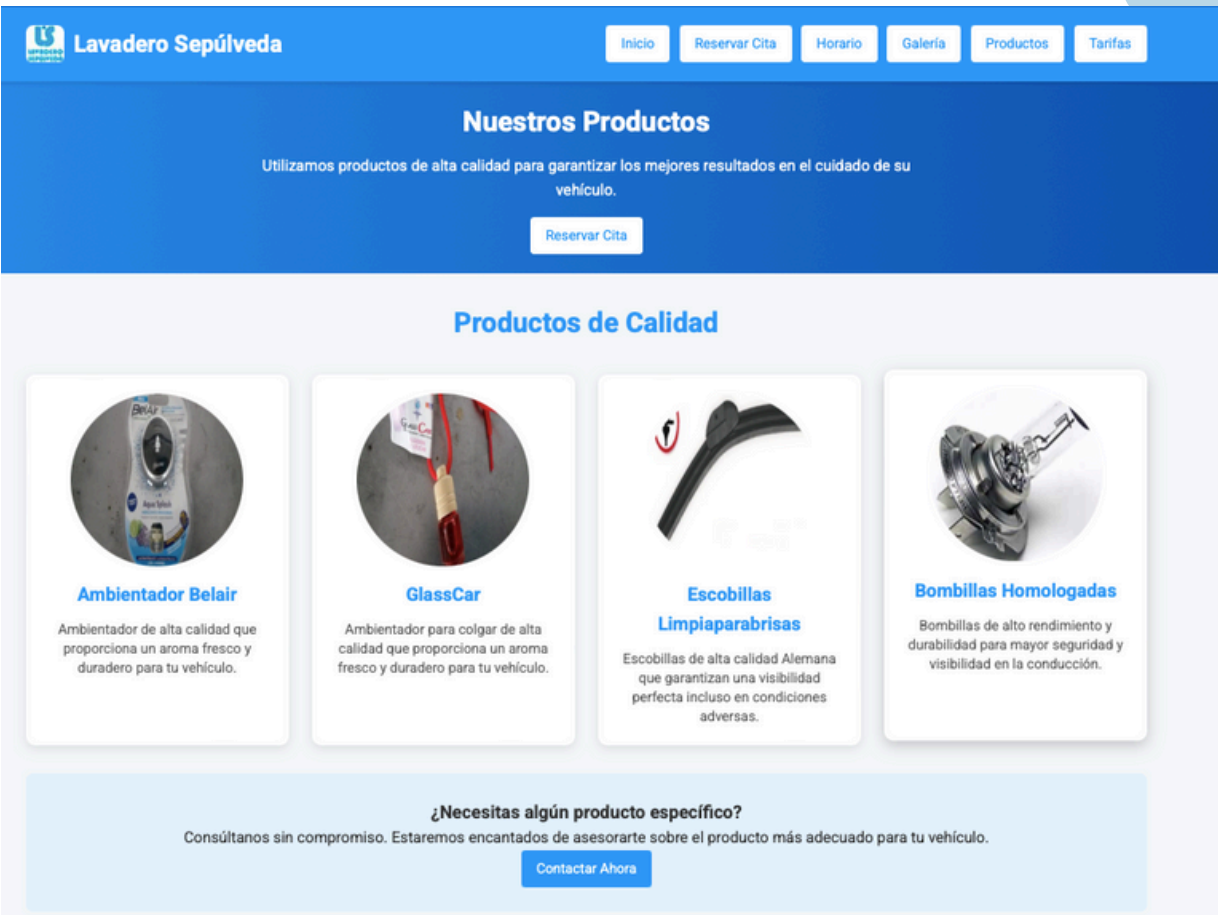 LS
Lavadero Sepúlveda
Inicio
Reservar Cita
Horario
Galería
Productos
Tarifas
Nuestros Productos
Utilizamos productos de alta calidad para garantizar los mejores resultados en el cuidado de su
vehículo.
Reservar Cita
Productos de Calidad
BelAir
Aqua Splash
GlassCar
Ambientador Belair
Ambientador de alta calidad que
proporciona un aroma fresco y
duradero para tu vehículo.
GlassCar
Ambientador para colgar de alta
calidad que proporciona un aroma
fresco y duradero para tu vehículo.
Escobillas
Limpiaparabrisas
Escobillas de alta calidad Alemana
que garantizan una visibilidad
perfecta incluso en condiciones
adversas.
Bombillas Homologadas
Bombillas de alto rendimiento y
durabilidad para mayor seguridad y
visibilidad en la conducción.
¿Necesitas algún producto específico?
Consúltanos sin compromiso. Estaremos encantados de asesorarte sobre el producto más adecuado para tu vehículo.
Contactar Ahora